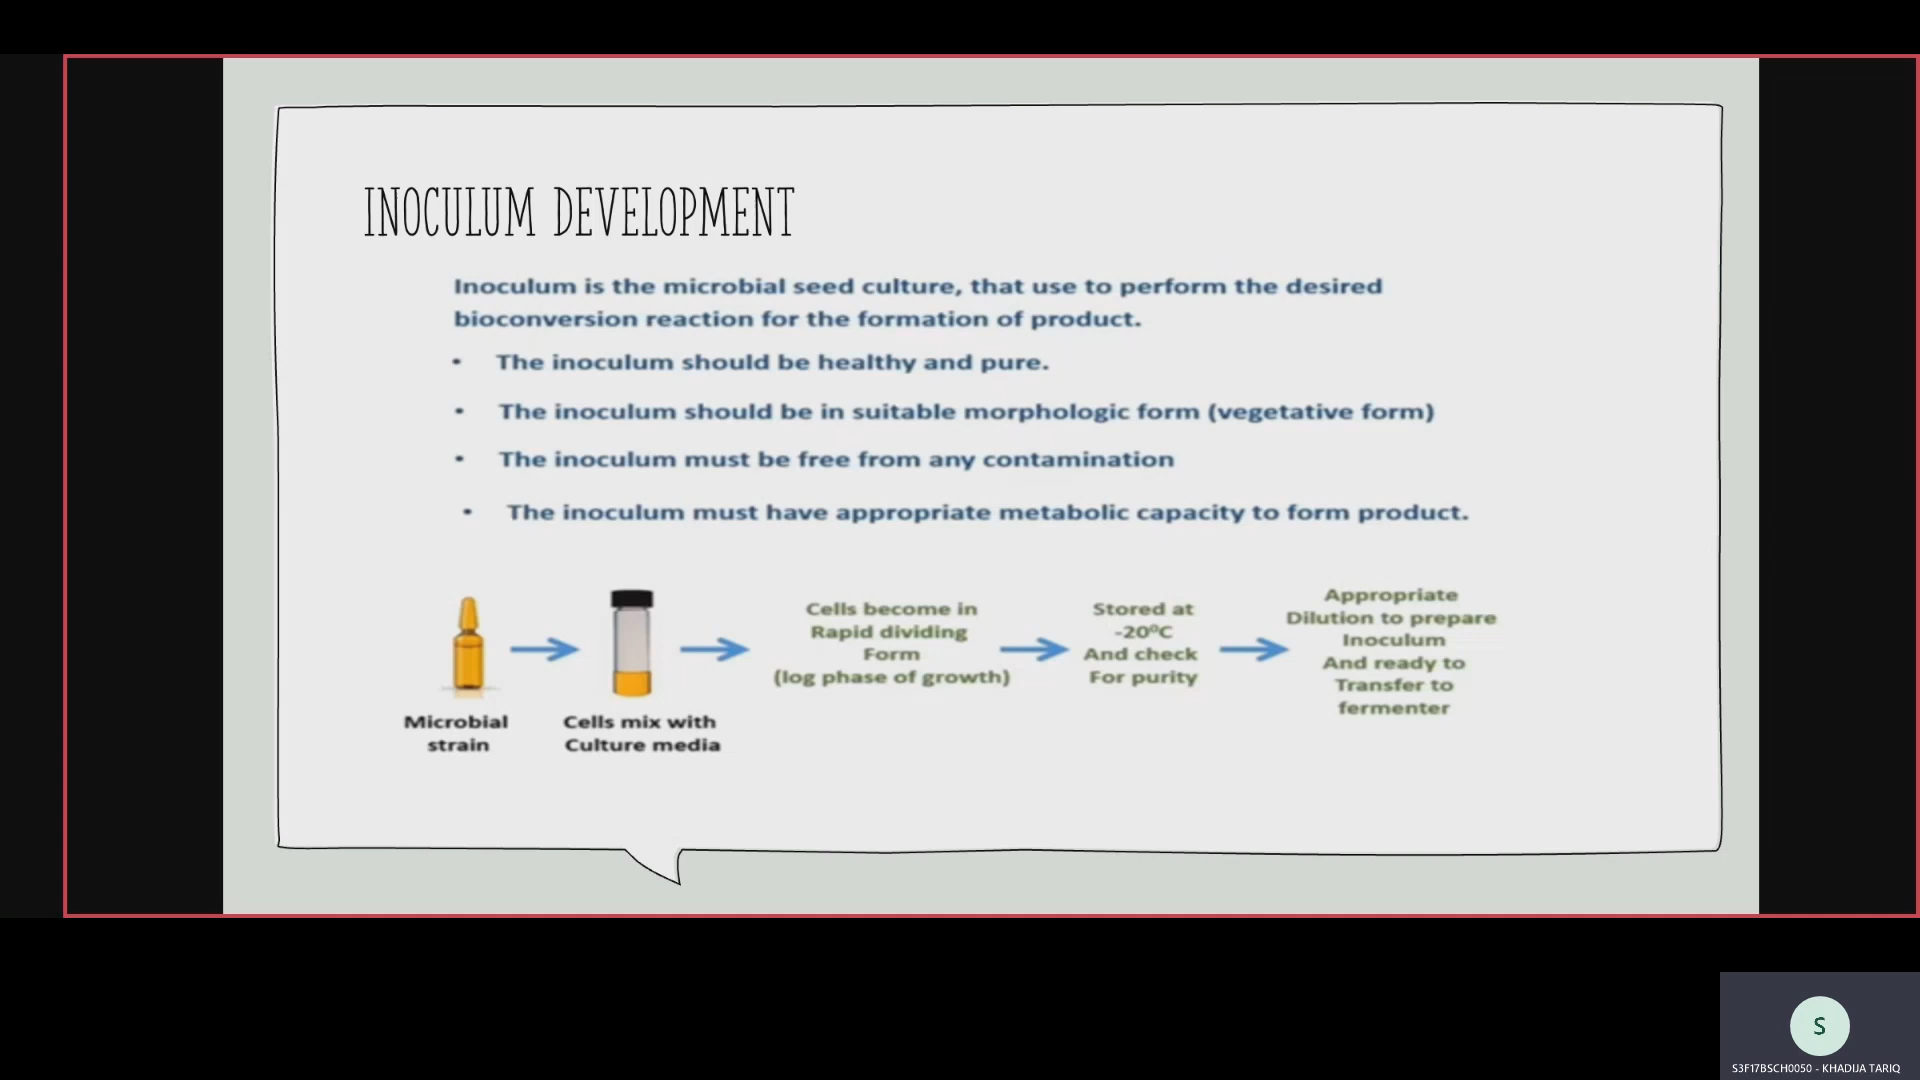 INOCULUM DEVELOPMENT
Inoculum is the microbial seed culture, that use to perform the desired
bioconversion reaction for the formation of product.
• The inoculum should be healthy and pure.
• The inoculum should be in suitable morphologic form (vegetative form)
• The inoculum must be free from any contamination
• The inoculum must have appropriate metabolic capacity to form product.
Microbial
strain
Cells mix with
Culture media
Cells become in
Rapid dividing
Form
(log phase of growth)
Stored at
-20⁰C
And check
For purity
Appropriate
Dilution to prepare
Inoculum
And ready to
Transfer to
fermenter
S
S3F17BSCH0050 - KHADIJA TARIQ